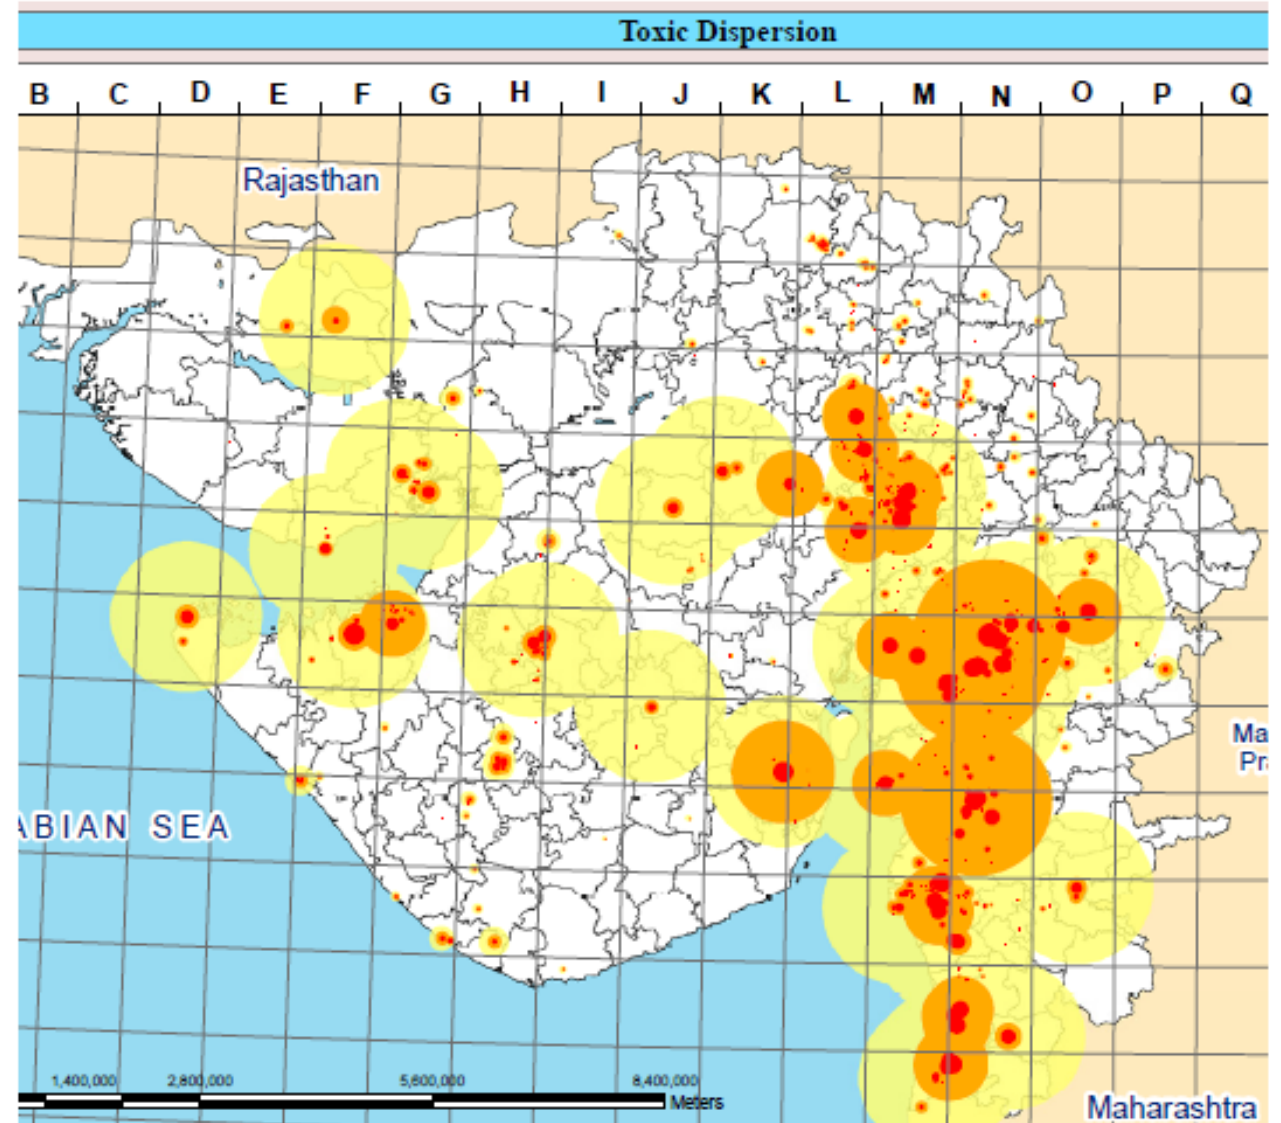 Toxic Dispersion
B C D E F G H I J K L M N O P Q
Rajasthan
Ma
Pra
ABIAN SEA
1,400,000 2,800,000 5,600,000 8,400,000
Meters
Maharashtra